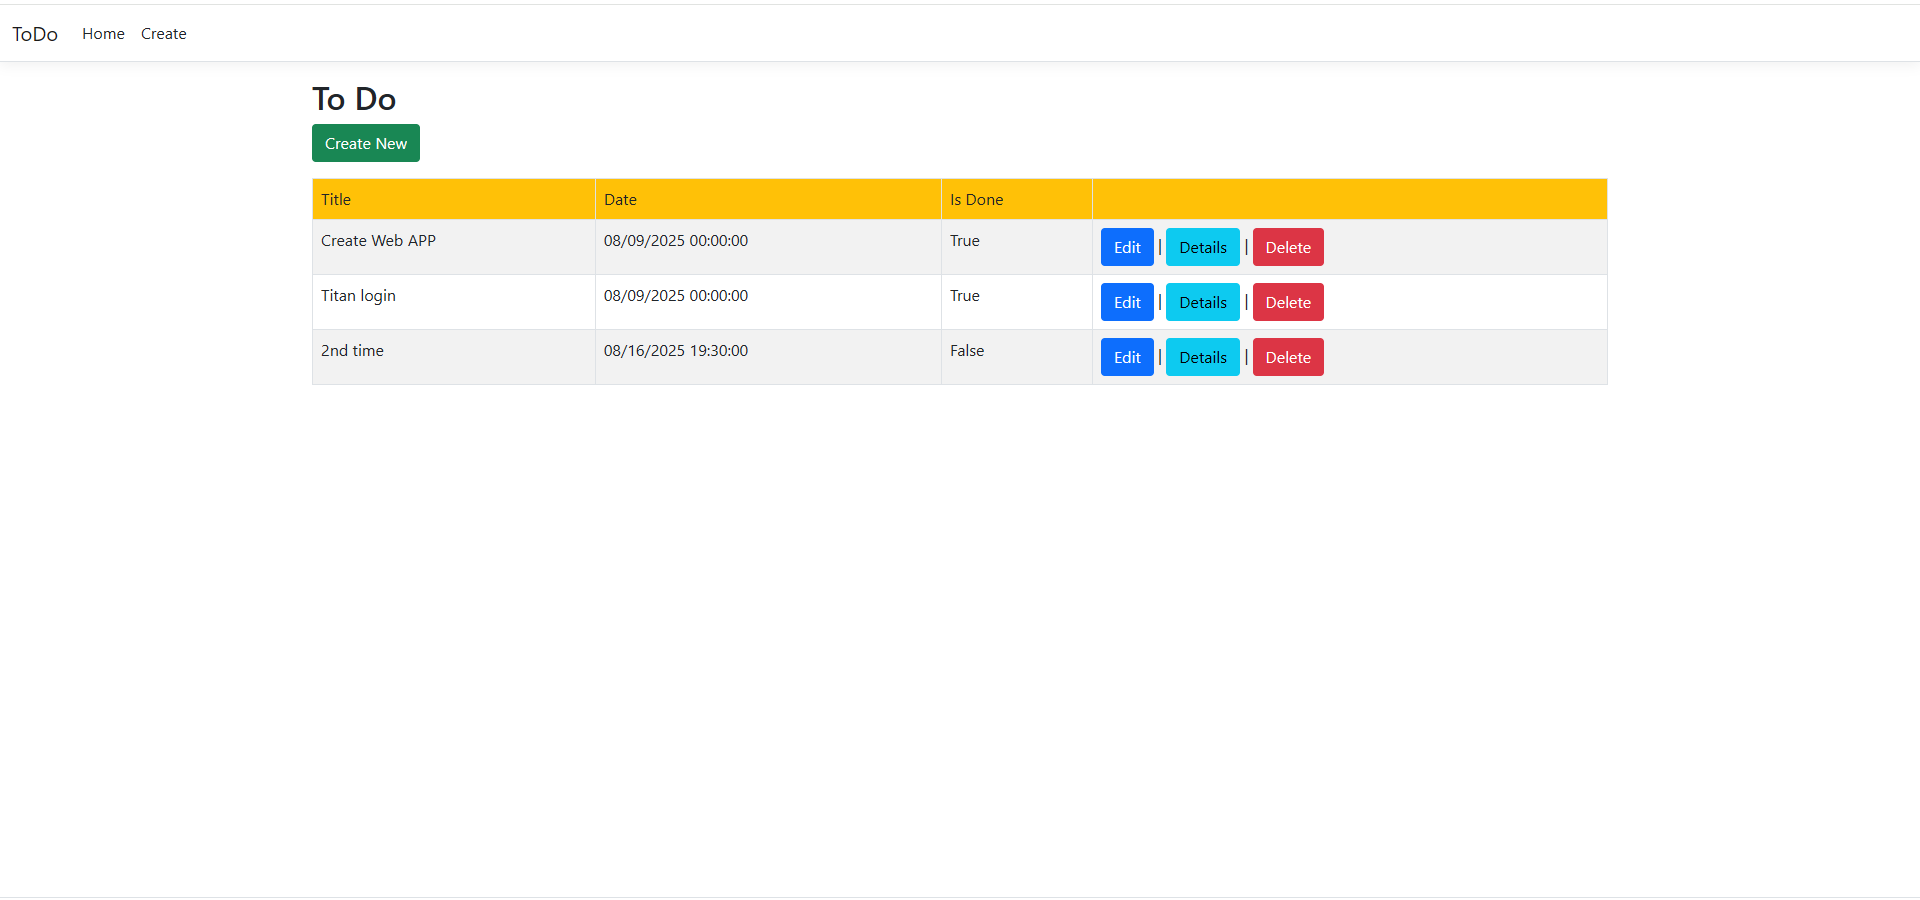 ToDo Home Create
To Do
Create New
Title Date Is Done
Create Web APP 08/09/2025 00:00:00 True Edit | Details | Delete
Titan login 08/09/2025 00:00:00 True Edit | Details | Delete
2nd time 08/16/2025 19:30:00 False Edit | Details | Delete